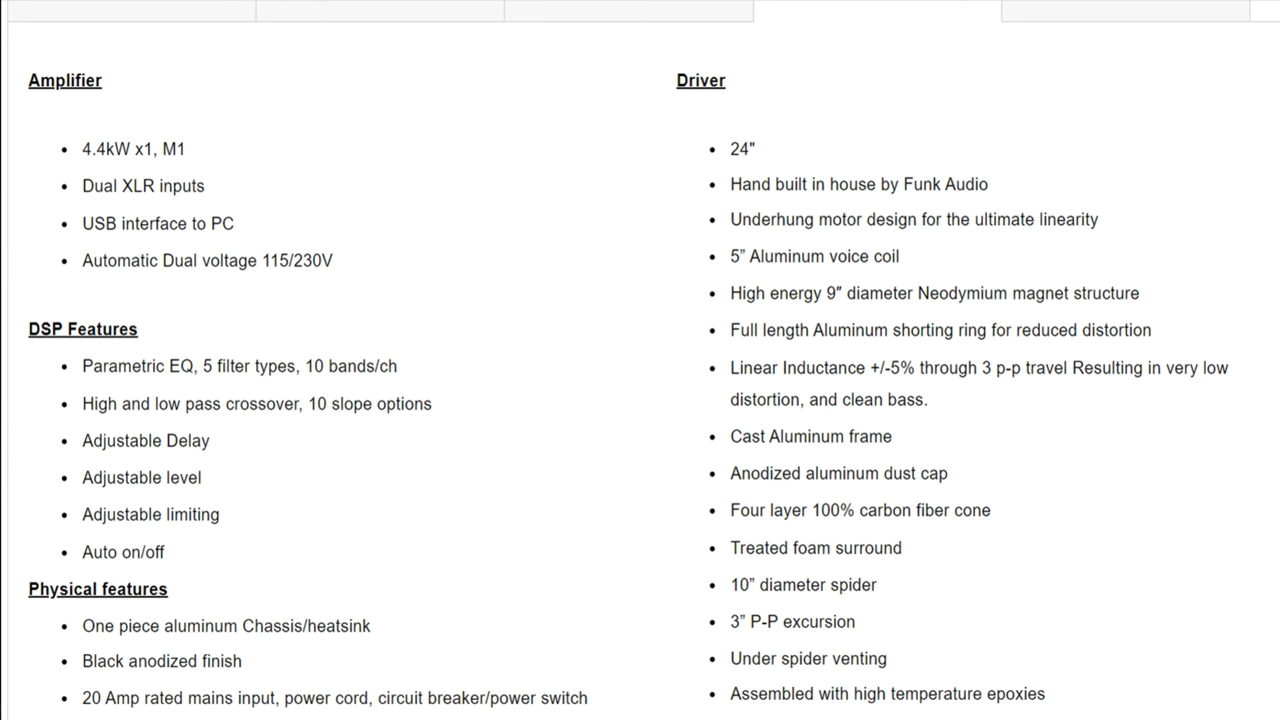 Amplifier
4.4kW x1, M1
Dual XLR inputs
USB interface to PC
Automatic Dual voltage 115/230V
DSP Features
Parametric EQ, 5 filter types, 10 bands/ch
High and low pass crossover, 10 slope options
Adjustable Delay
Adjustable level
Adjustable limiting
Auto on/off
Physical features
One piece aluminum Chassis/heatsink
Black anodized finish
20 Amp rated mains input, power cord, circuit breaker/power switch
Driver
24"
Hand built in house by Funk Audio
Underhung motor design for the ultimate linearity
5” Aluminum voice coil
High energy 9″ diameter Neodymium magnet structure
Full length Aluminum shorting ring for reduced distortion
Linear Inductance +/-5% through 3 p-p travel Resulting in very low
distortion, and clean bass.
Cast Aluminum frame
Anodized aluminum dust cap
Four layer 100% carbon fiber cone
Treated foam surround
10” diameter spider
3” P-P excursion
Under spider venting
Assembled with high temperature epoxies